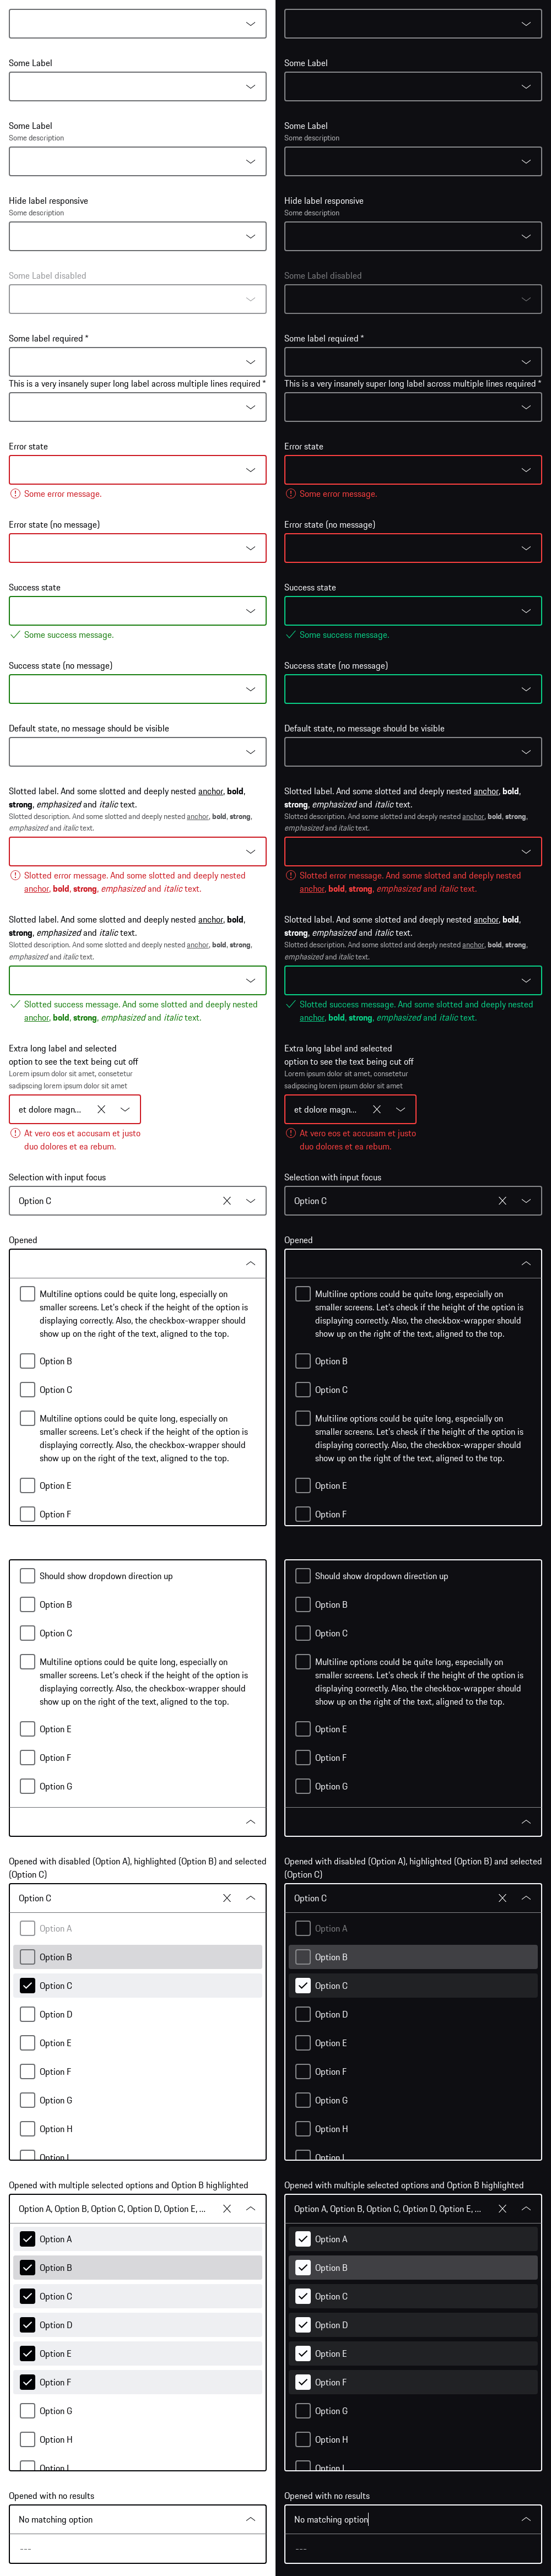 Some Label
Some Label
Some description
Hide label responsive
Some description
Some Label disabled
Some label required *
This is a very insanely super long label across multiple lines required *
Error state
Some error message.
Error state (no message)
Success state
Some success message.
Success state (no message)
Default state, no message should be visible
Slotted label. And some slotted and deeply nested anchor, bold,
strong, emphasized and italic text.
Slotted description. And some slotted and deeply nested anchor, bold, strong,
emphasized and italic text.
Slotted error message. And some slotted and deeply nested
anchor, bold, strong, emphasized and italic text.
Slotted label. And some slotted and deeply nested anchor, bold,
strong, emphasized and italic text.
Slotted description. And some slotted and deeply nested anchor, bold, strong,
emphasized and italic text.
Slotted success message. And some slotted and deeply nested
anchor, bold, strong, emphasized and italic text.
Extra long label and selected
option to see the text being cut off
Lorem ipsum dolor sit amet, consetetur
sadipscing lorem ipsum dolor sit amet
et dolore magn...
At vero eos et accusam et justo
duo dolores et ea rebum.
Selection with input focus
Option C
Opened
Multiline options could be quite long, especially on
smaller screens. Let's check if the height of the option is
displaying correctly. Also, the checkbox-wrapper should
show up on the right of the text, aligned to the top.
Option B
Option C
Multiline options could be quite long, especially on
smaller screens. Let's check if the height of the option is
displaying correctly. Also, the checkbox-wrapper should
show up on the right of the text, aligned to the top.
Option E
Option F
Should show dropdown direction up
Option B
Option C
Multiline options could be quite long, especially on
smaller screens. Let's check if the height of the option is
displaying correctly. Also, the checkbox-wrapper should
show up on the right of the text, aligned to the top.
Option E
Option F
Option G
Opened with disabled (Option A), highlighted (Option B) and selected
(Option C)
Option C
Option A
Option B
Option C
Option D
Option E
Option F
Option G
Option H
Option I
Opened with multiple selected options and Option B highlighted
Option A, Option B, Option C, Option D, Option E, ...
Option A
Option B
Option C
Option D
Option E
Option F
Option G
Option H
Option I
Opened with no results
No matching option
---
Some Label
Some Label
Some description
Hide label responsive
Some description
Some Label disabled
Some label required *
This is a very insanely super long label across multiple lines required *
Error state
Some error message.
Error state (no message)
Success state
Some success message.
Success state (no message)
Default state, no message should be visible
Slotted label. And some slotted and deeply nested anchor, bold,
strong, emphasized and italic text.
Slotted description. And some slotted and deeply nested anchor, bold, strong,
emphasized and italic text.
Slotted error message. And some slotted and deeply nested
anchor, bold, strong, emphasized and italic text.
Slotted label. And some slotted and deeply nested anchor, bold,
strong, emphasized and italic text.
Slotted description. And some slotted and deeply nested anchor, bold, strong,
emphasized and italic text.
Slotted success message. And some slotted and deeply nested
anchor, bold, strong, emphasized and italic text.
Extra long label and selected
option to see the text being cut off
Lorem ipsum dolor sit amet, consetetur
sadipscing lorem ipsum dolor sit amet
et dolore magn...
At vero eos et accusam et justo
duo dolores et ea rebum.
Selection with input focus
Option C
Opened
Multiline options could be quite long, especially on
smaller screens. Let's check if the height of the option is
displaying correctly. Also, the checkbox-wrapper should
show up on the right of the text, aligned to the top.
Option B
Option C
Multiline options could be quite long, especially on
smaller screens. Let's check if the height of the option is
displaying correctly. Also, the checkbox-wrapper should
show up on the right of the text, aligned to the top.
Option E
Option F
Should show dropdown direction up
Option B
Option C
Multiline options could be quite long, especially on
smaller screens. Let's check if the height of the option is
displaying correctly. Also, the checkbox-wrapper should
show up on the right of the text, aligned to the top.
Option E
Option F
Option G
Opened with disabled (Option A), highlighted (Option B) and selected
(Option C)
Option C
Option A
Option B
Option C
Option D
Option E
Option F
Option G
Option H
Option I
Opened with multiple selected options and Option B highlighted
Option A, Option B, Option C, Option D, Option E, ...
Option A
Option B
Option C
Option D
Option E
Option F
Option G
Option H
Option I
Opened with no results
No matching option
---